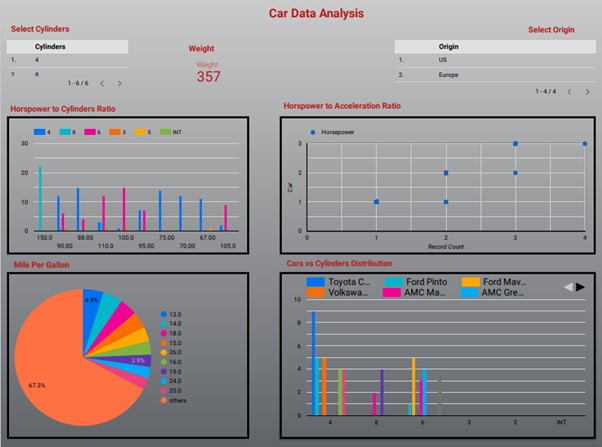 Car Data Analysis
Select Cylinders
Select Origin
Cylinders
1. 4
2. 8
1 - 6 / 6 < >
Weight
Weight
357
Origin
1. US
2. Europe
1 - 4 / 4 < >
Horspower to Cylinders Ratio
4 8 6 3 5 INT
30
20
10
0
150.0 88.00 100.0 75.00 67.00
90.00 110.0 95.00 70.00 105.0
Horspower to Acceleration Ratio
Horsepower
3
2
1
0
Car
0 1 2 3 4
Record Count
Mile Per Gallon
4.9%
2.9%
67.3%
13.0
14.0
18.0
15.0
26.0
16.0
19.0
24.0
25.0
others
Cars vs Cylinders Distribution
Toyota C... Ford Pinto Ford Mav...
Volkswa... AMC Ma... AMC Gre...
10
8
6
4
2
0
4 8 6 3 5 INT